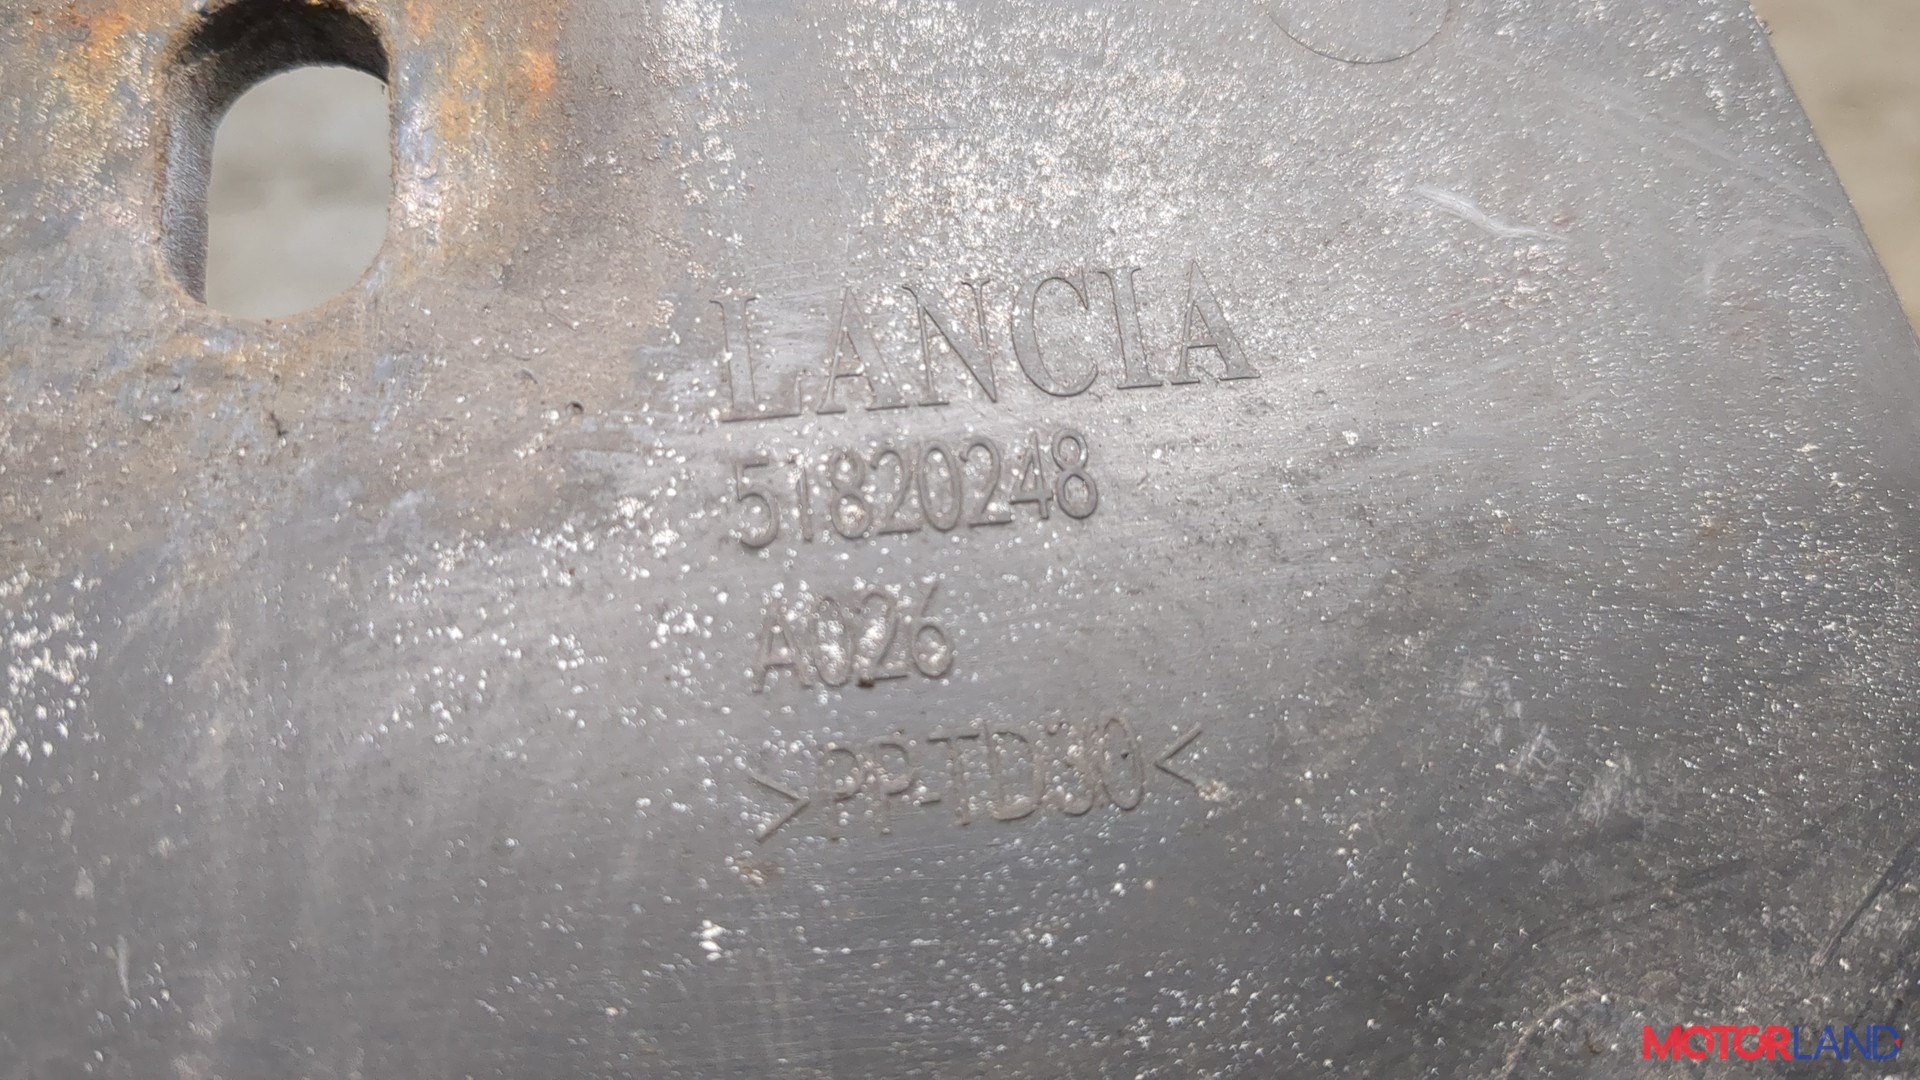 LANCIA
51820248
A026
>PP-TD30<
MOTORLAND